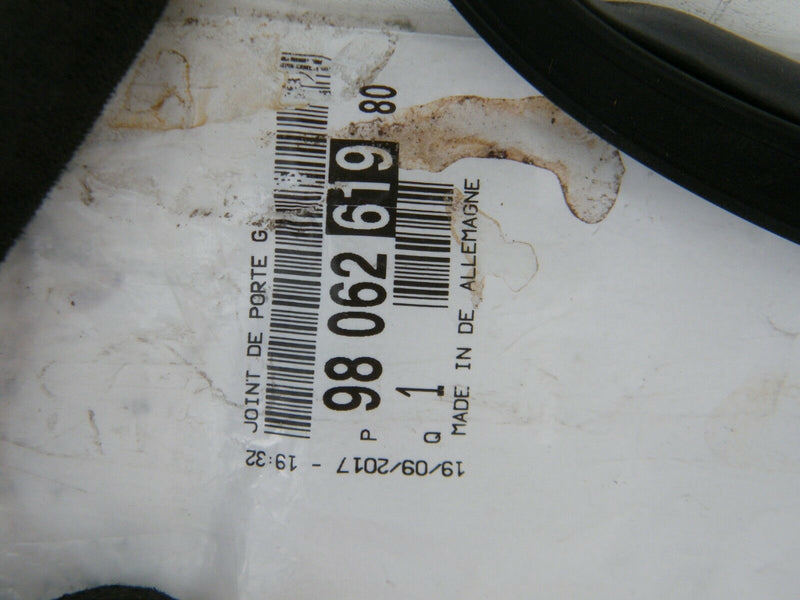 JOINT DE PORTE G
P 98 062 619 80
Q 1
MADE IN DE ALLEMAGNE
19/09/2017 - 19:32